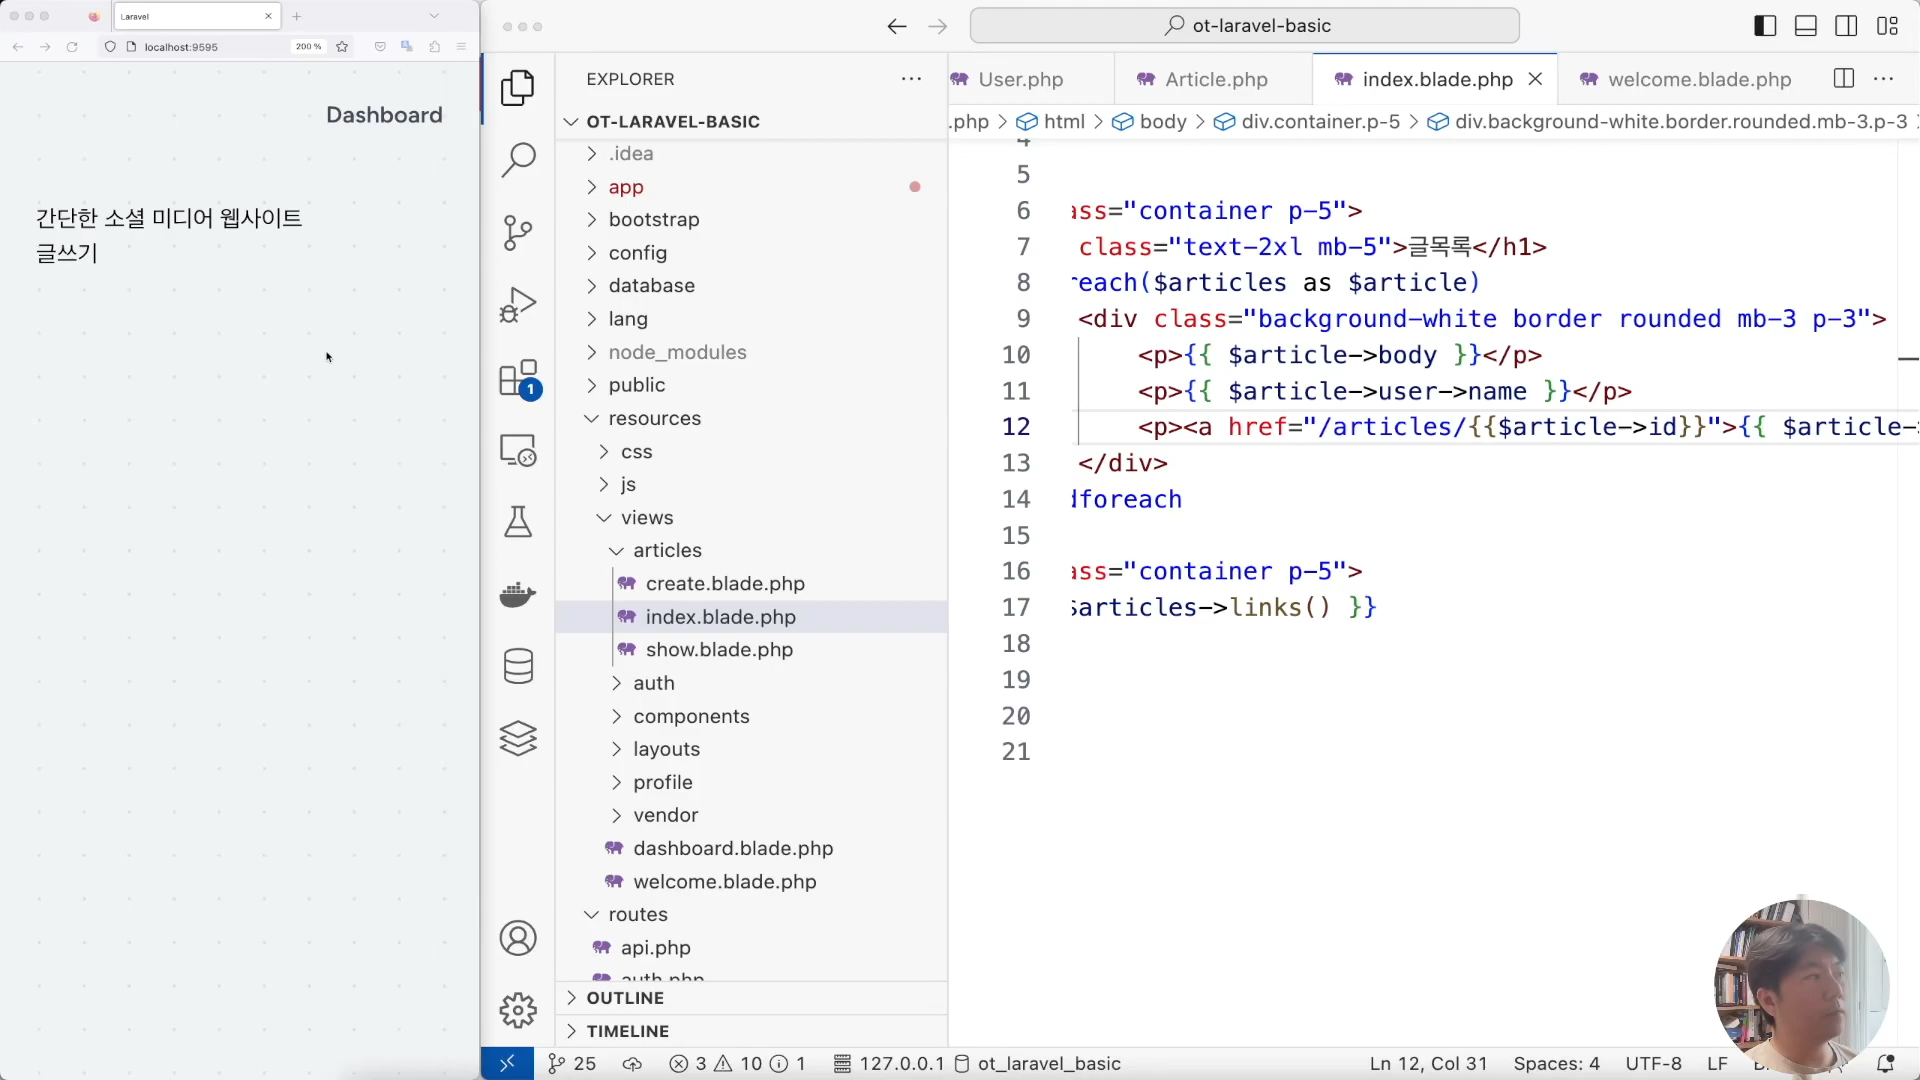 Laravel
localhost:9595
200 %
Dashboard
간단한 소셜 미디어 웹사이트
글쓰기
ot-laravel-basic
EXPLORER
OT-LARAVEL-BASIC
.idea
app
bootstrap
config
database
lang
node_modules
public
resources
css
js
views
articles
create.blade.php
index.blade.php
show.blade.php
auth
components
layouts
profile
vendor
dashboard.blade.php
welcome.blade.php
routes
api.php
auth.php
OUTLINE
TIMELINE
1
User.php
Article.php
index.blade.php
welcome.blade.php
.php > html > body > div.container.p-5 > div.background-white.border.rounded.mb-3.p-3
4
5
6 ass="container p-5">
7 class="text-2xl mb-5">글목록</h1>
8 reach($articles as $article)
9 <div class="background-white border rounded mb-3 p-3">
10 <p>{{ $article->body }}</p>
11 <p>{{ $article->user->name }}</p>
12 <p><a href="/articles/{{$article->id}}">{{ $article->
13 </div>
14 dforeach
15
16 ass="container p-5">
17 $articles->links() }}
18
19
20
21
25
3 10 1
127.0.0.1
ot_laravel_basic
Ln 12, Col 31
Spaces: 4
UTF-8
LF